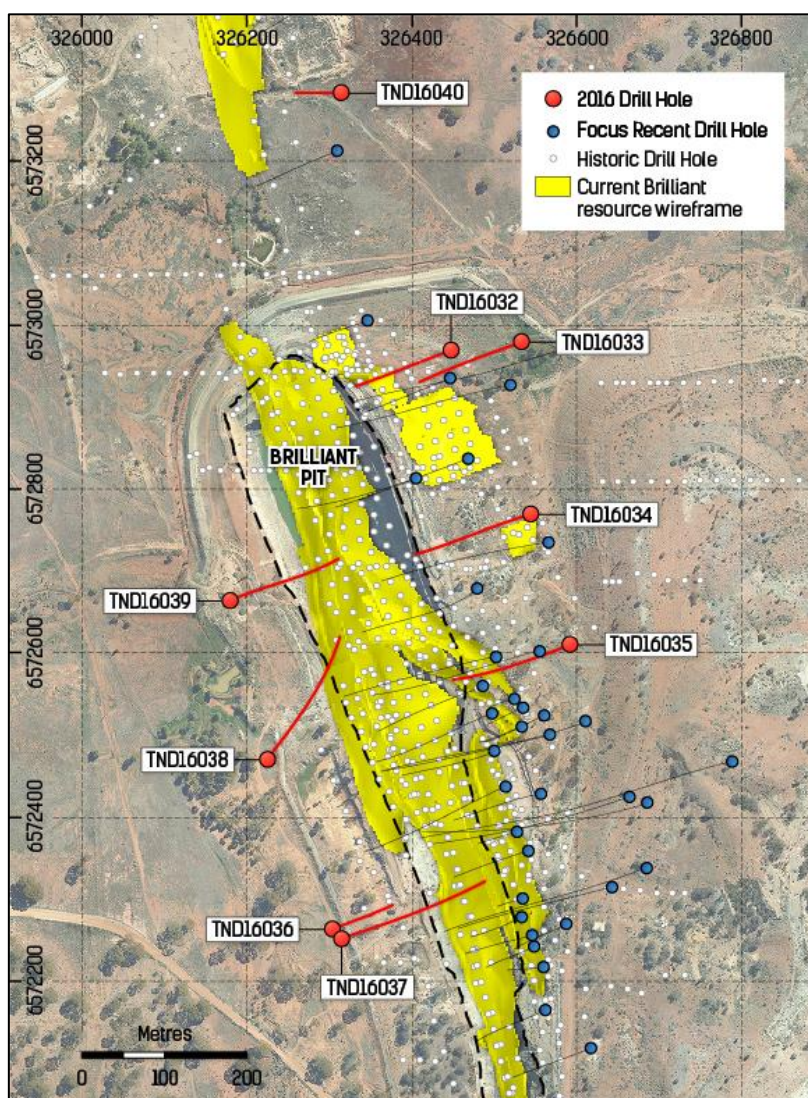 326000 326200 326400 326600 326800
TND16040
2016 Drill Hole
Focus Recent Drill Hole
Historic Drill Hole
Current Brilliant
resource wireframe
6573200
TND16032
6573000
TND16033
BRILLIANT
PIT
6572800
TND16034
TND16039
TND16035
6572600
TND16038
6572400
TND16036
TND16037
6572200
Metres
0 100 200